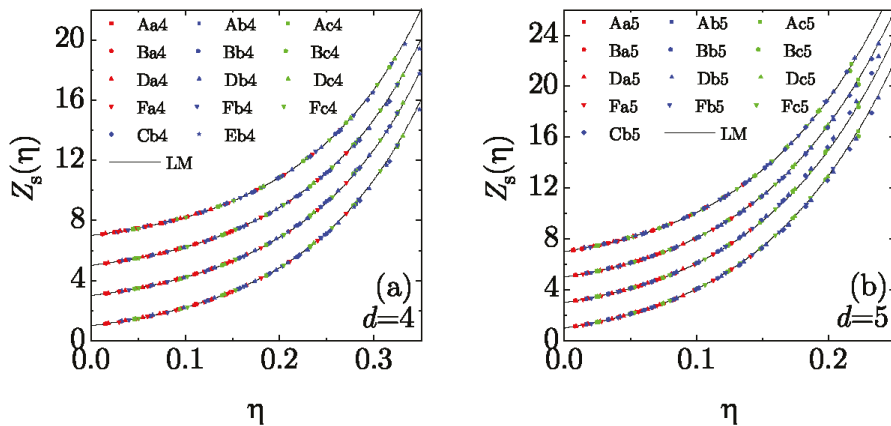 Aa4 Ab4 Ac4
Ba4 Bb4 Bc4
Da4 Db4 Dc4
Fa4 Fb4 Fc4
Cb4 Eb4
LM
22
20
16
12
8
4
0
Z_s(η)
0.0 0.1 0.2 0.3
η
(a)
d=4
Aa5 Ab5 Ac5
Ba5 Bb5 Bc5
Da5 Db5 Dc5
Fa5 Fb5 Fc5
Cb5 LM
24
20
16
12
8
4
0
Z_s(η)
0.0 0.1 0.2
η
(b)
d=5